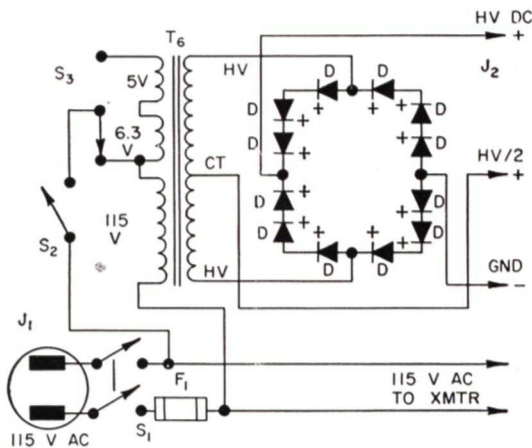 HV DC
+
J2
T6
S3
5V
HV
D
D
D
D
+
+
+
+
6.3
V
D
D
+
+
HV/2
+
CT
S2
115
V
D
D
+
+
D
D
+
+
+
+
HV
D
D
GND
-
J1
F1
S1
115 V AC
115 V AC
TO XMTR